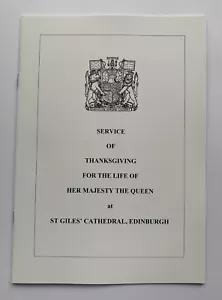 SERVICE
OF
THANKSGIVING
FOR THE LIFE OF
HER MAJESTY THE QUEEN
at
ST GILES' CATHEDRAL, EDINBURGH